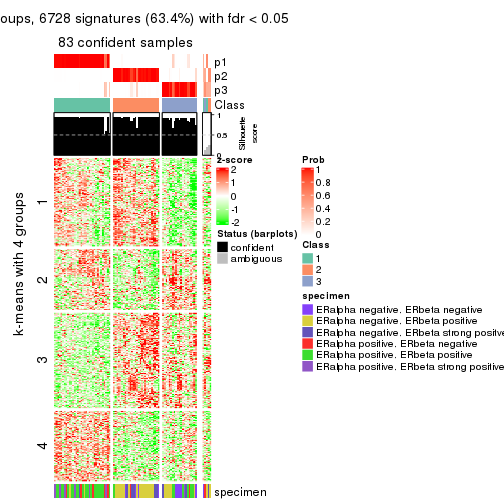 oups, 6728 signatures (63.4%) with fdr < 0.05
83 confident samples
p1
p2
p3
Class
1
0.5
0
Silhouette
score
k-means with 4 groups
1
2
3
4
specimen
z-score
2
1
0
-1
-2
Status (barplots)
confident
ambiguous
Prob
1
0.8
0.6
0.4
0.2
0
Class
1
2
3
specimen
ERalpha negative. ERbeta negative
ERalpha negative. ERbeta positive
ERalpha negative. ERbeta strong positve
ERalpha positive. ERbeta negative
ERalpha positive. ERbeta positive
ERalpha positive. ERbeta strong positve